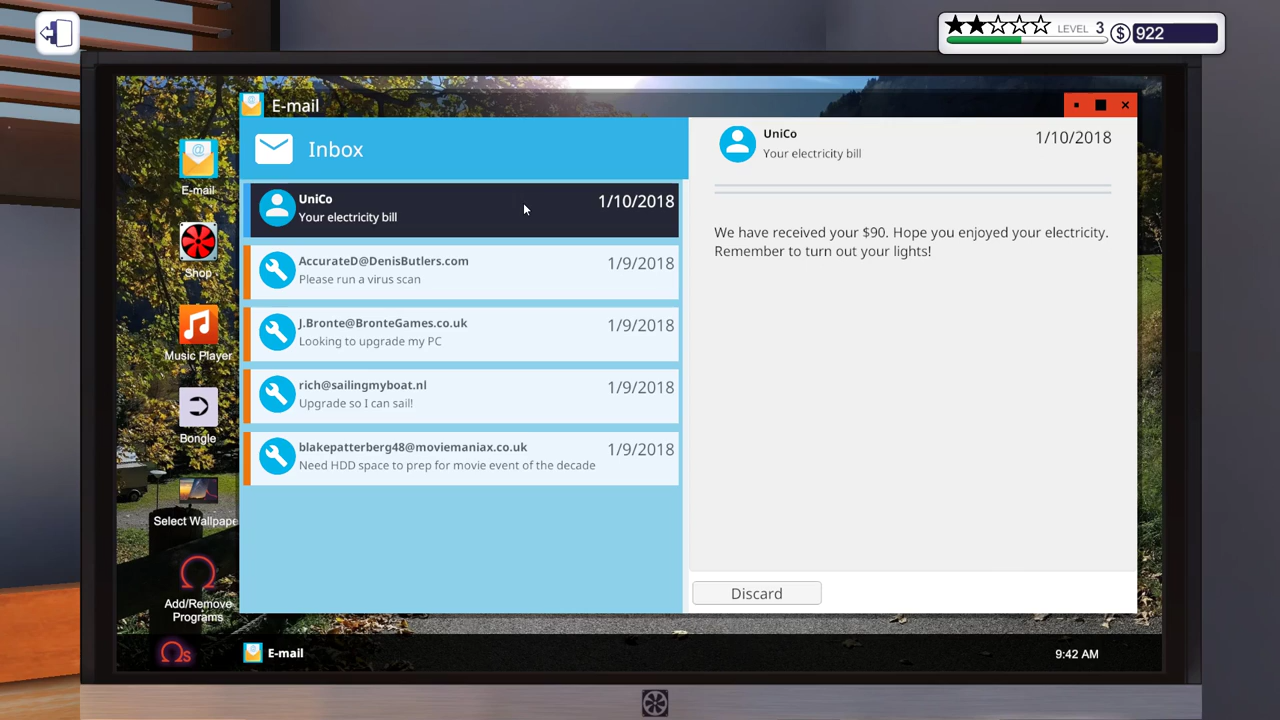 LEVEL 3
$ 922
E-mail
Inbox
UniCo
1/10/2018
Your electricity bill
AccurateD@DenisButlers.com
1/9/2018
Please run a virus scan
J.Bronte@BronteGames.co.uk
1/9/2018
Looking to upgrade my PC
rich@sailingmyboat.nl
1/9/2018
Upgrade so I can sail!
blakepatterberg48@moviemaniax.co.uk
1/9/2018
Need HDD space to prep for movie event of the decade
UniCo
1/10/2018
Your electricity bill
We have received your $90. Hope you enjoyed your electricity.
Remember to turn out your lights!
Discard
E-mail
Shop
Music Player
Bongle
Select Wallpape
Add/Remove
Programs
Ωs
E-mail
9:42 AM